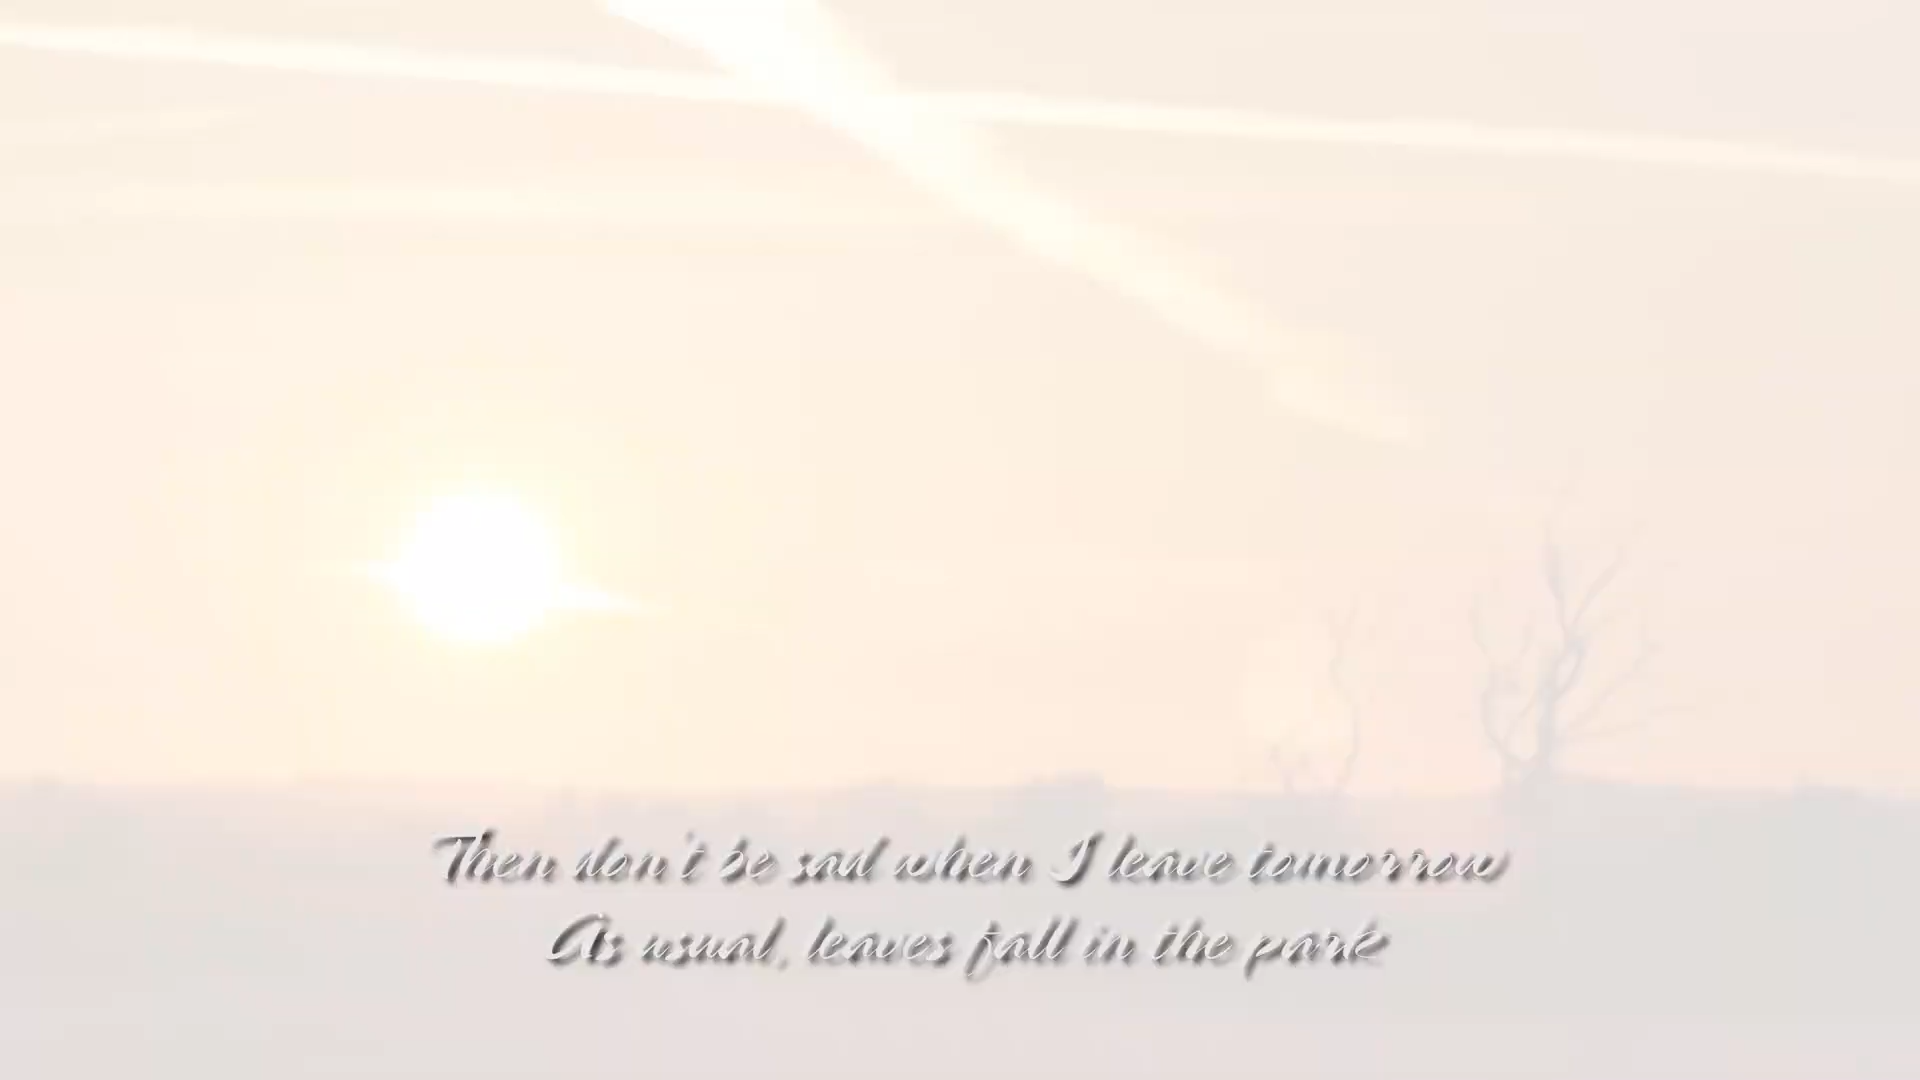 Then don't be sad when I leave tomorrow
As usual, leaves fall in the park